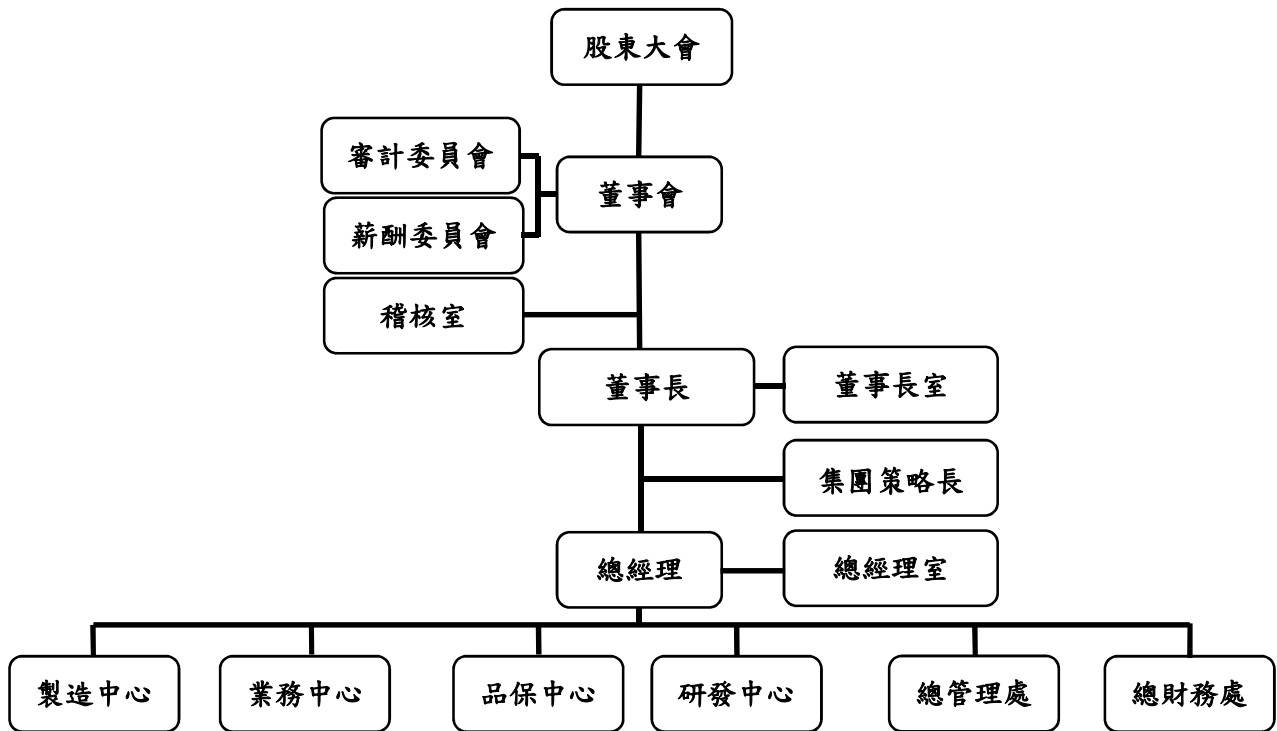 股東大會
審計委員會
董事會
薪酬委員會
稽核室
董事長
董事長室
集團策略長
總經理
總經理室
製造中心
業務中心
品保中心
研發中心
總管理處
總財務處